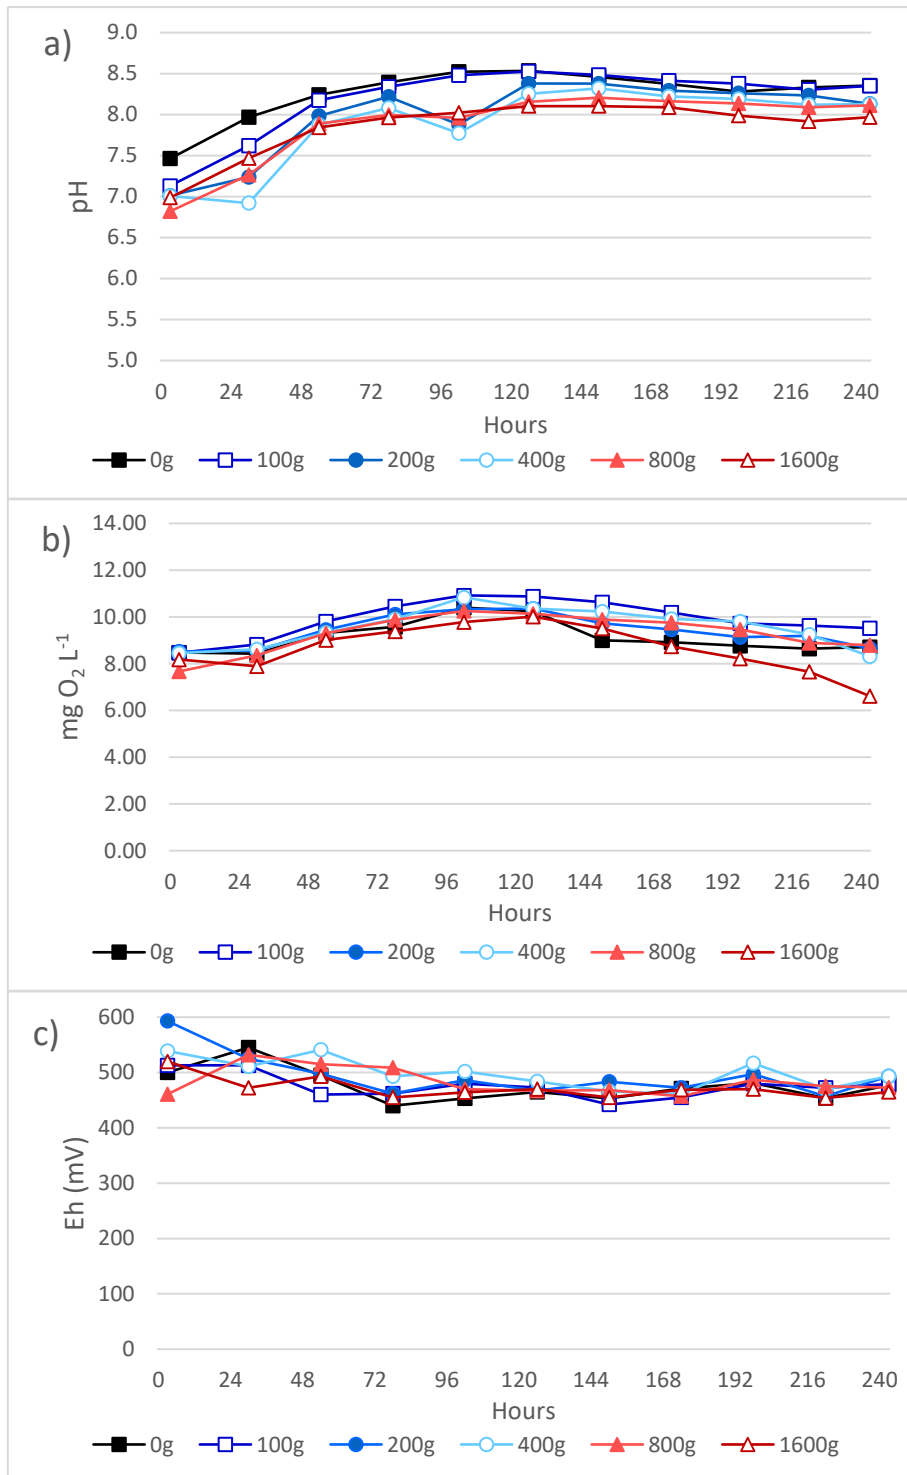 a)
pH
9.0
8.5
8.0
7.5
7.0
6.5
6.0
5.5
5.0
0 24 48 72 96 120 144 168 192 216 240
Hours
0g 100g 200g 400g 800g 1600g
b)
mg O₂ L⁻¹
14.00
12.00
10.00
8.00
6.00
4.00
2.00
0.00
0 24 48 72 96 120 144 168 192 216 240
Hours
0g 100g 200g 400g 800g 1600g
c)
Eh (mV)
600
500
400
300
200
100
0
0 24 48 72 96 120 144 168 192 216 240
Hours
0g 100g 200g 400g 800g 1600g